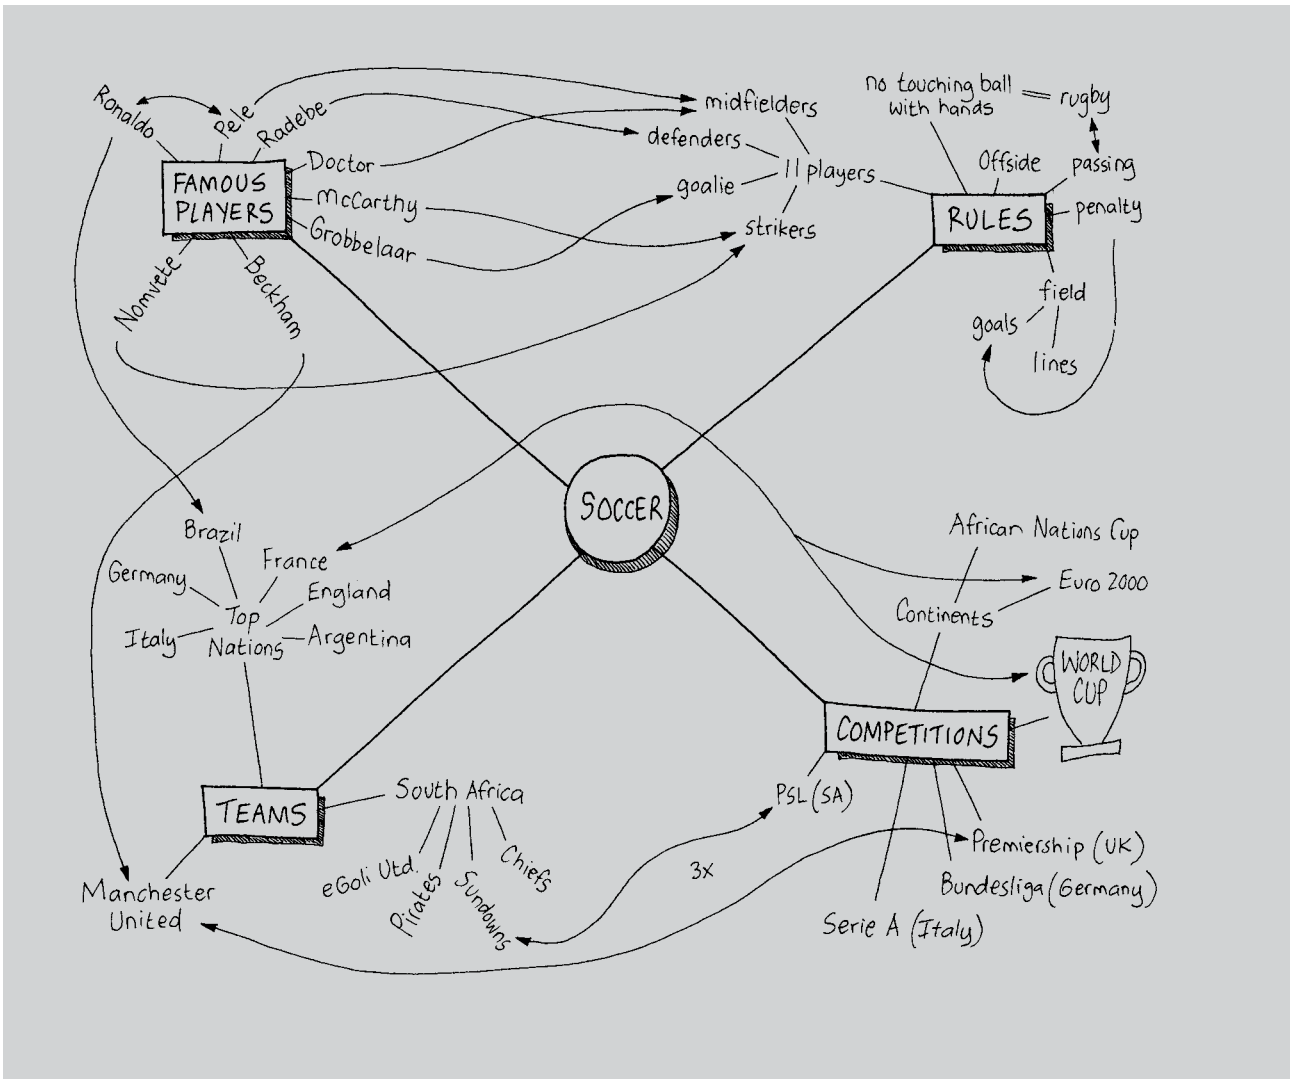 Ronaldo
Pele
Radebe
Doctor
McCarthy
Grobbelaar
FAMOUS
PLAYERS
Nomvete
Beckham
midfielders
defenders
goalie
strikers
11 players
no touching ball
with hands
rugby
Offside
passing
penalty
RULES
field
goals
lines
SOCCER
Brazil
France
Germany
England
Top
Nations
Italy
Argentina
African Nations Cup
Euro 2000
Continents
WORLD
CUP
COMPETITIONS
TEAMS
South Africa
eGoli Utd.
Pirates
Sundowns
Chiefs
Manchester
United
3x
PSL (SA)
Premiership (UK)
Bundesliga (Germany)
Serie A (Italy)